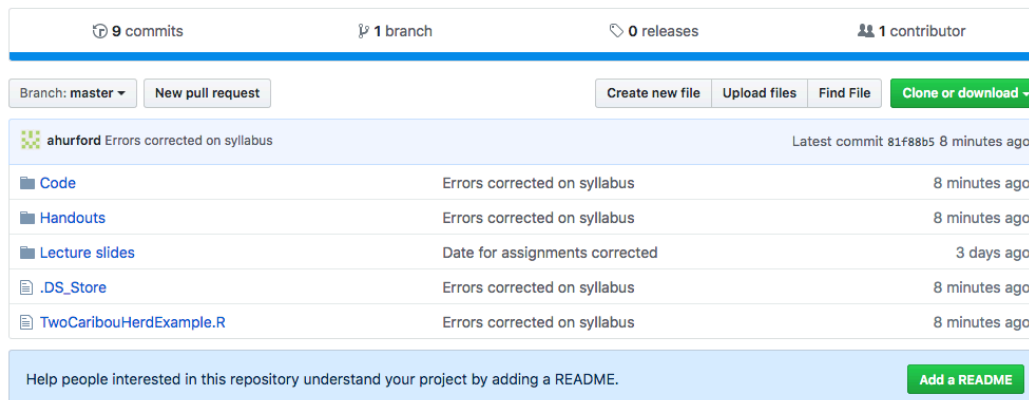 9 commits 1 branch 0 releases 1 contributor
Branch: master New pull request Create new file Upload files Find File Clone or download
ahurford Errors corrected on syllabus Latest commit 81f88b5 8 minutes ago
Code Errors corrected on syllabus 8 minutes ago
Handouts Errors corrected on syllabus 8 minutes ago
Lecture slides Date for assignments corrected 3 days ago
.DS_Store Errors corrected on syllabus 8 minutes ago
TwoCaribouHerdExample.R Errors corrected on syllabus 8 minutes ago
Help people interested in this repository understand your project by adding a README. Add a README